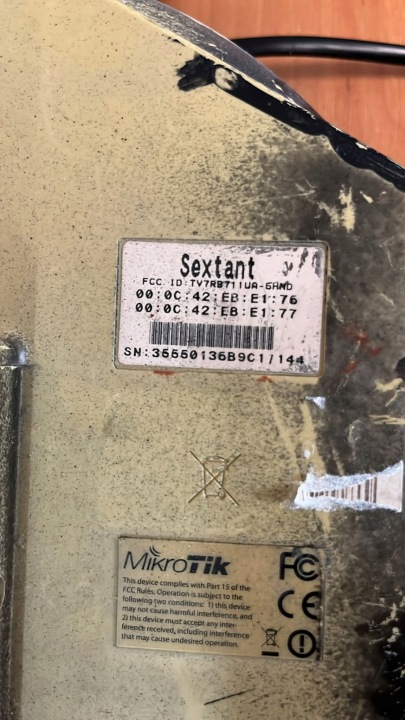 Sextant
FCC ID:TV7RB711UA-5HND
00:0C:42:EB:E1:76
00:0C:42:EB:E1:77
SN:35550136B9C1/144
MikroTik
This device complies with Part 15 of the
FCC Rules. Operation is subject to the
following two conditions: 1) this device
may not cause harmful interference, and
2) this device must accept any inter-
ference received, including interference
that may cause undesired operation.
FC
CE